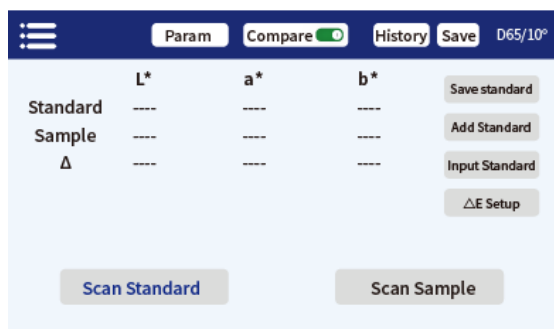 Param Compare History Save D65/10°
L* a* b*
Save standard
Standard ---- ---- ----
Add Standard
Sample ---- ---- ----
Δ ---- ---- ----
Input Standard
△E Setup
Scan Standard Scan Sample